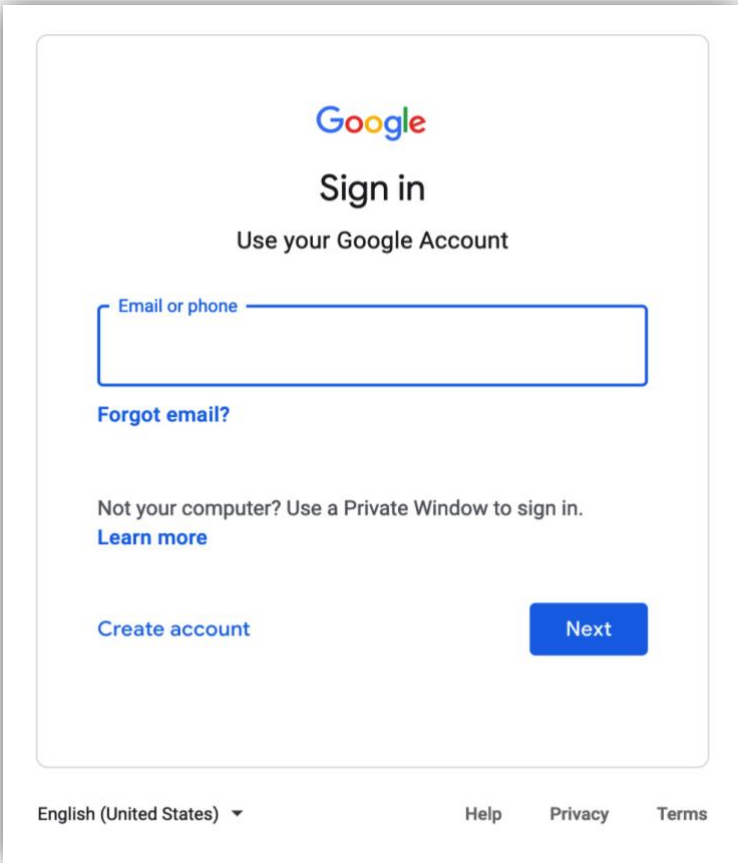 Google
Sign in
Use your Google Account
Email or phone
Forgot email?
Not your computer? Use a Private Window to sign in.
Learn more
Create account
Next
English (United States)
Help Privacy Terms